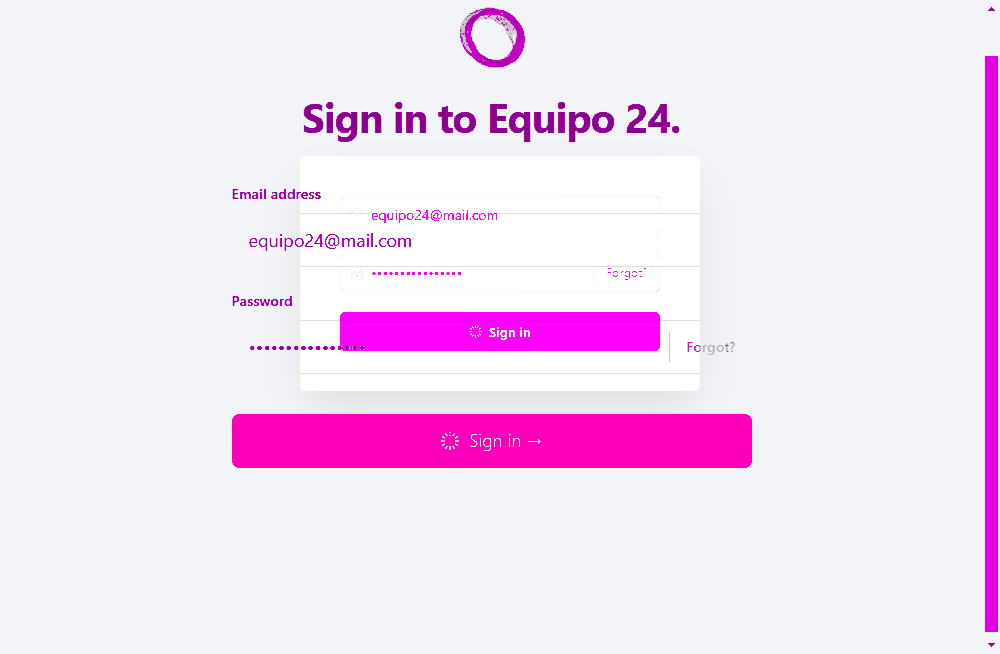 Sign in to Equipo 24.
Email address
equipo24@mail.com
equipo24@mail.com
Forgot?
Password
Sign in
Forgot?
Sign in →